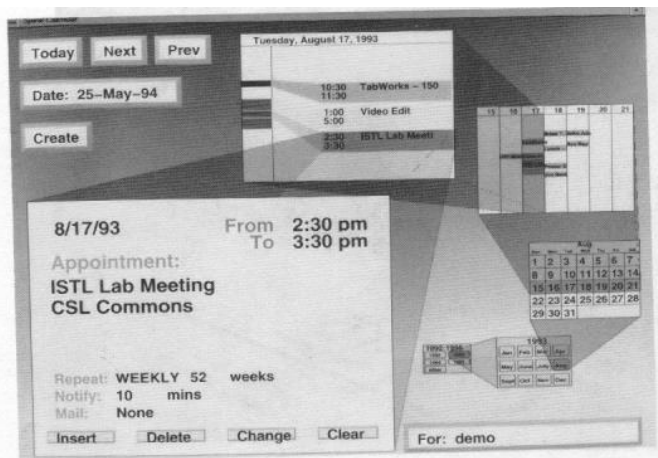 Today Next Prev
Date: 25-May-94
Create
Tuesday, August 17, 1993
10:30 TabWorks - 150
11:30
1:00 Video Edit
5:00
2:30 ISTL Lab Meeti
3:30
15 16 17 18 19 20 21
Aug
1 2 3 4 5 6 7
8 9 10 11 12 13 14
15 16 17 18 19 20 21
22 23 24 25 26 27 28
29 30 31
1993
Jan Feb Mar Apr
May June July Aug
Sept Oct Nov Dec
8/17/93 From 2:30 pm
To 3:30 pm
Appointment:
ISTL Lab Meeting
CSL Commons
Repeat: WEEKLY 52 weeks
Notify: 10 mins
Mail: None
Insert Delete Change Clear
For: demo